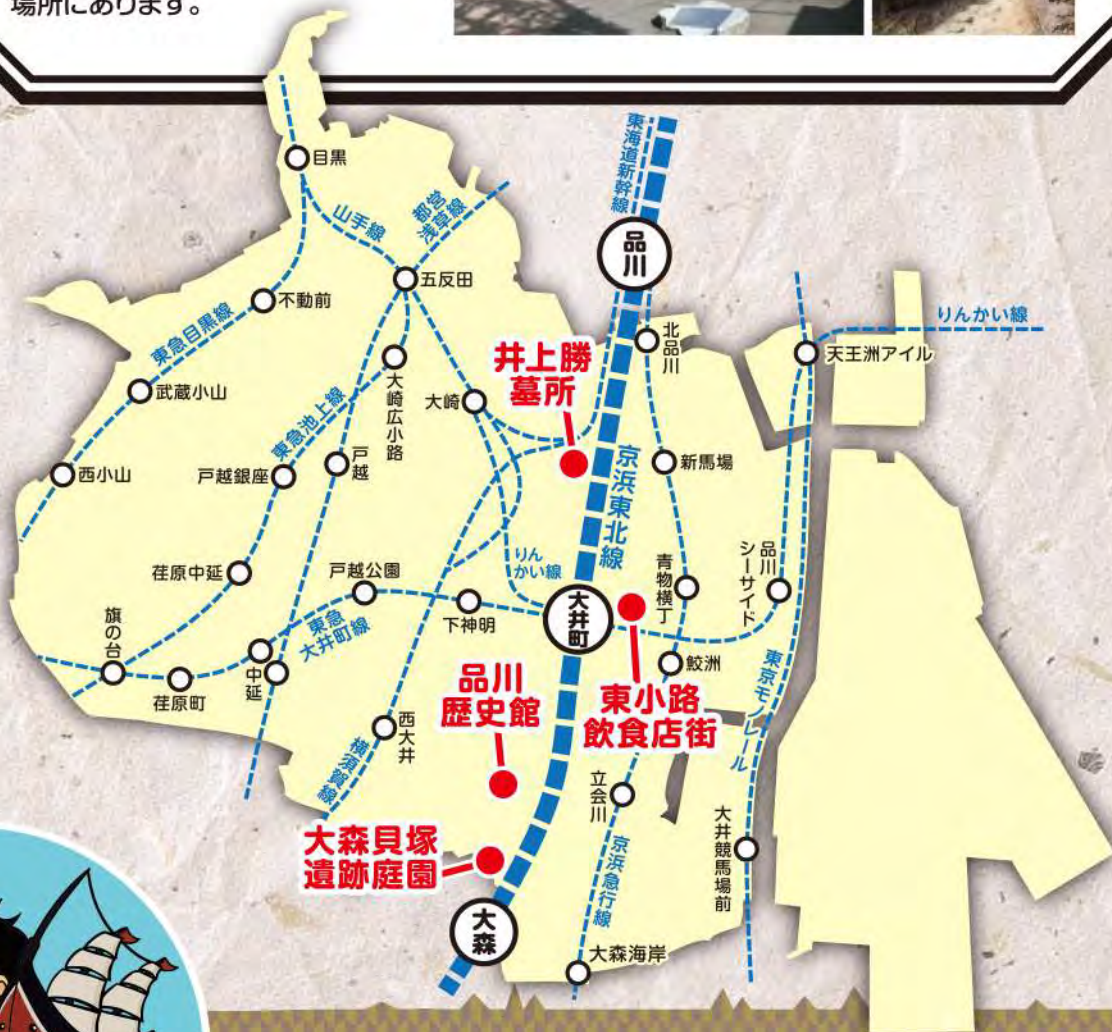 場所にあります。
目黒
山手線
都営
浅草線
東海道新幹線
品川
五反田
不動前
東急目黒線
北品川
りんかい線
天王洲アイル
武蔵小山
大崎広小路
東急池上線
大崎
井上勝
墓所
西小山
戸越銀座
戸越
京浜東北線
新馬場
荏原中延
戸越公園
りん
かい線
青物横丁
品川
シーサイド
旗の台
東急
大井町線
下神明
大井町
荏原町
中延
鮫洲
品川
歴史館
東小路
飲食店街
東京モノレール
西大井
横須賀線
立会川
大森貝塚
遺跡庭園
京浜急行線
大井競馬場前
大森
大森海岸